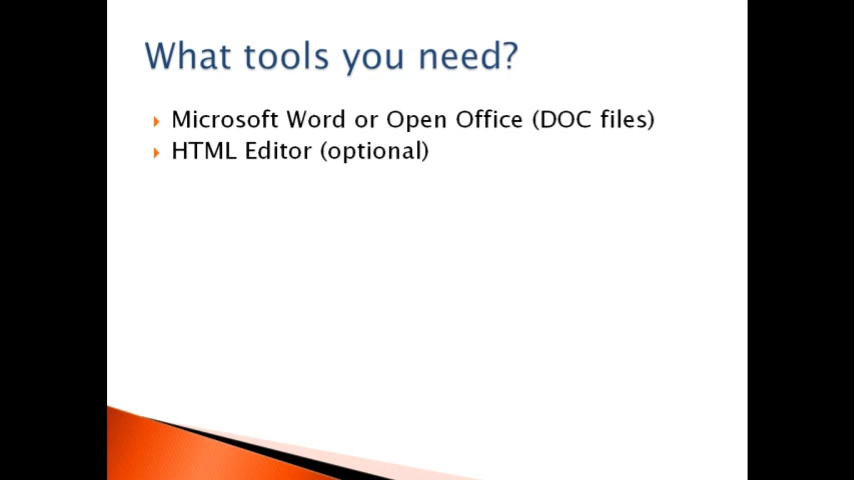 What tools you need?
Microsoft Word or Open Office (DOC files)
HTML Editor (optional)